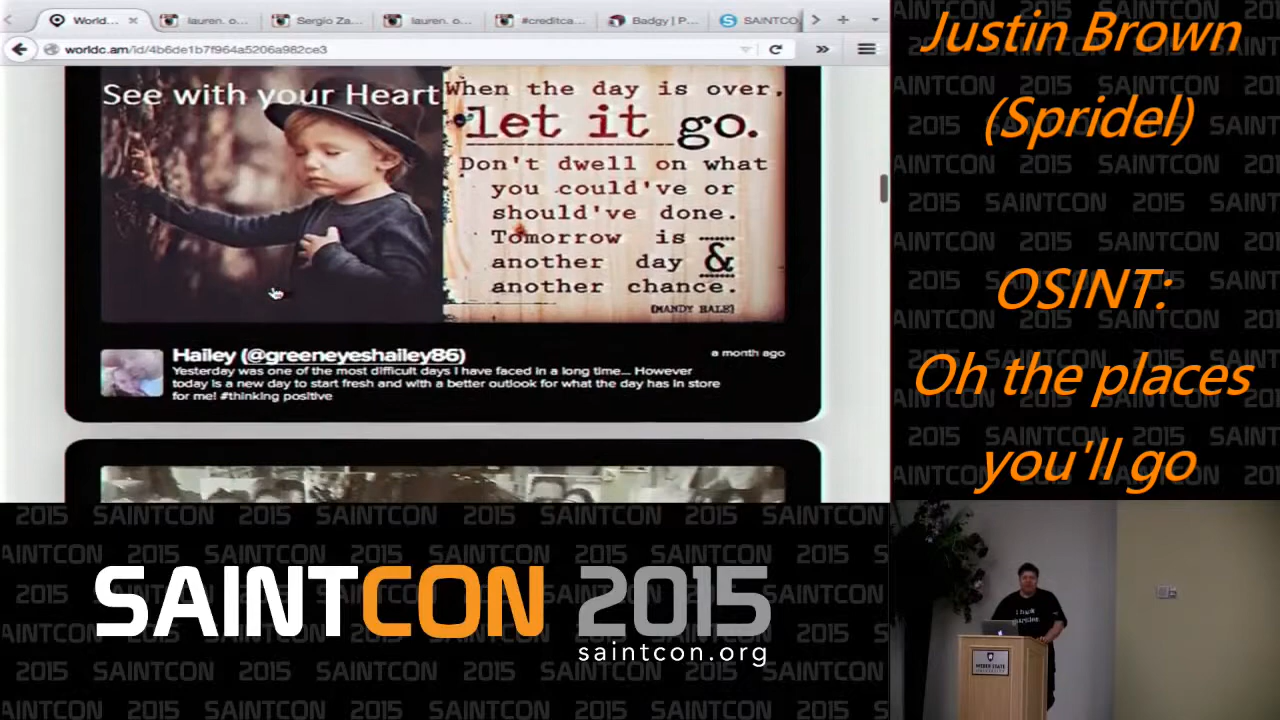 World...
lauren. o...
Sergio Za...
lauren. o...
#creditca...
Badgy | P...
SAINTCO
worldc.am/id/4b6de1b7f964a5206a982ce3
See with your Heart
When the day is over,
let it go.
Don't dwell on what
you could've or
should've done.
Tomorrow is
another day &
another chance.
[MANDY HALE]
Hailey (@greeneyeshailey86)
a month ago
Yesterday was one of the most difficult days I have faced in a long time... However
today is a new day to start fresh and with a better outlook for what the day has in store
for me! #thinking positive
Justin Brown
(Spridel)
OSINT:
Oh the places
you'll go
SAINTCON 2015
saintcon.org
WEBER STATE
UNIVERSITY